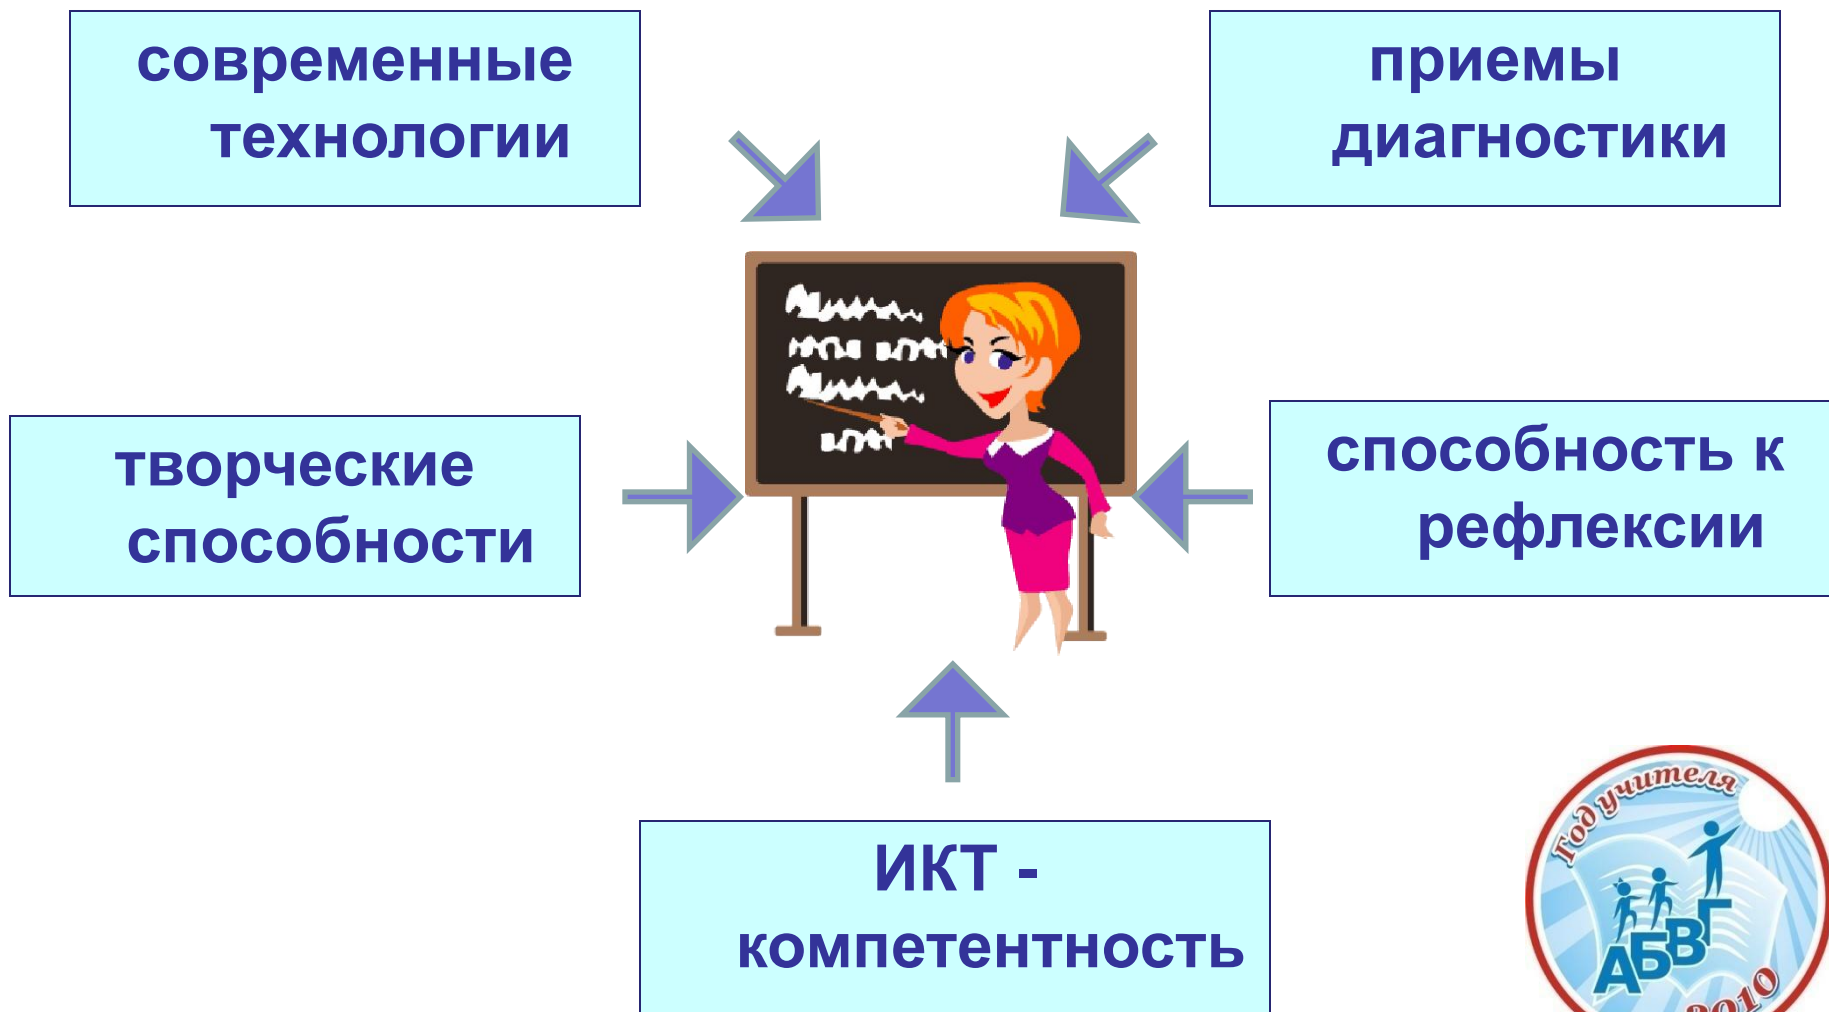 современные
технологии
приемы
диагностики
творческие
способности
способность к
рефлексии
ИКТ -
компетентность
Год учителя
АБВГ
2010